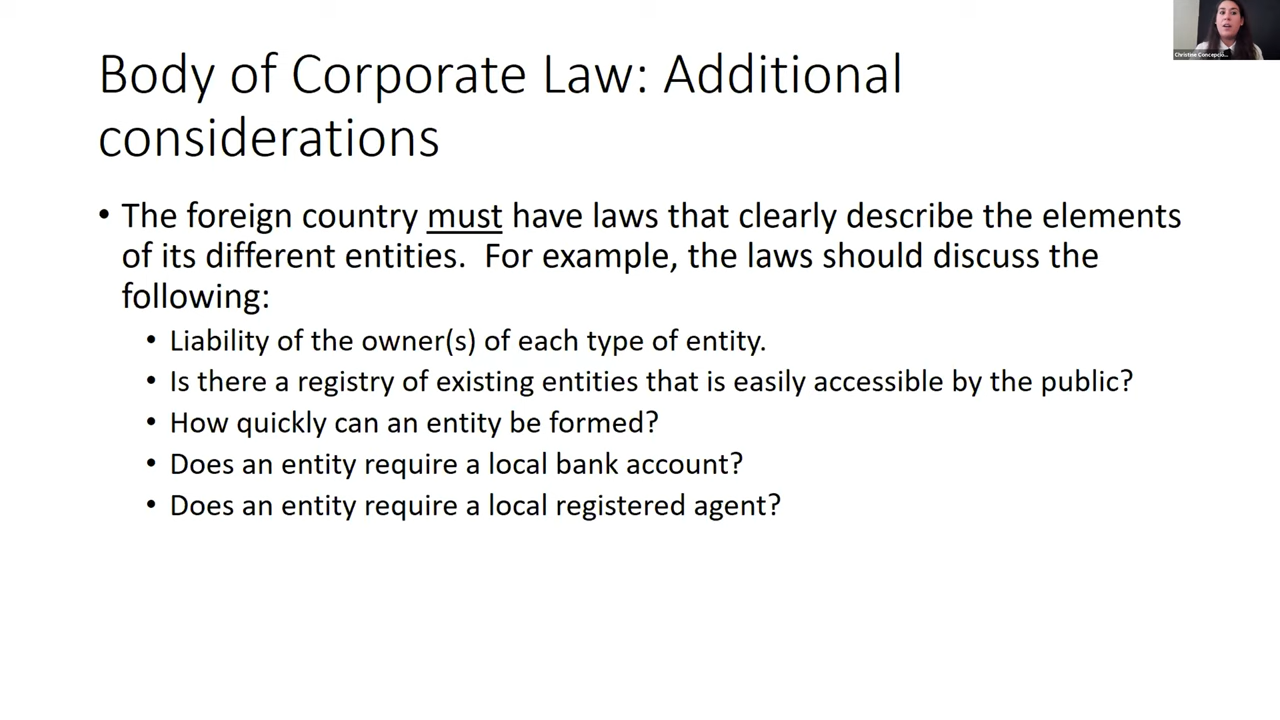 Body of Corporate Law: Additional
considerations
• The foreign country must have laws that clearly describe the elements
of its different entities.  For example, the laws should discuss the
following:
• Liability of the owner(s) of each type of entity.
• Is there a registry of existing entities that is easily accessible by the public?
• How quickly can an entity be formed?
• Does an entity require a local bank account?
• Does an entity require a local registered agent?
Christine Concepcio...